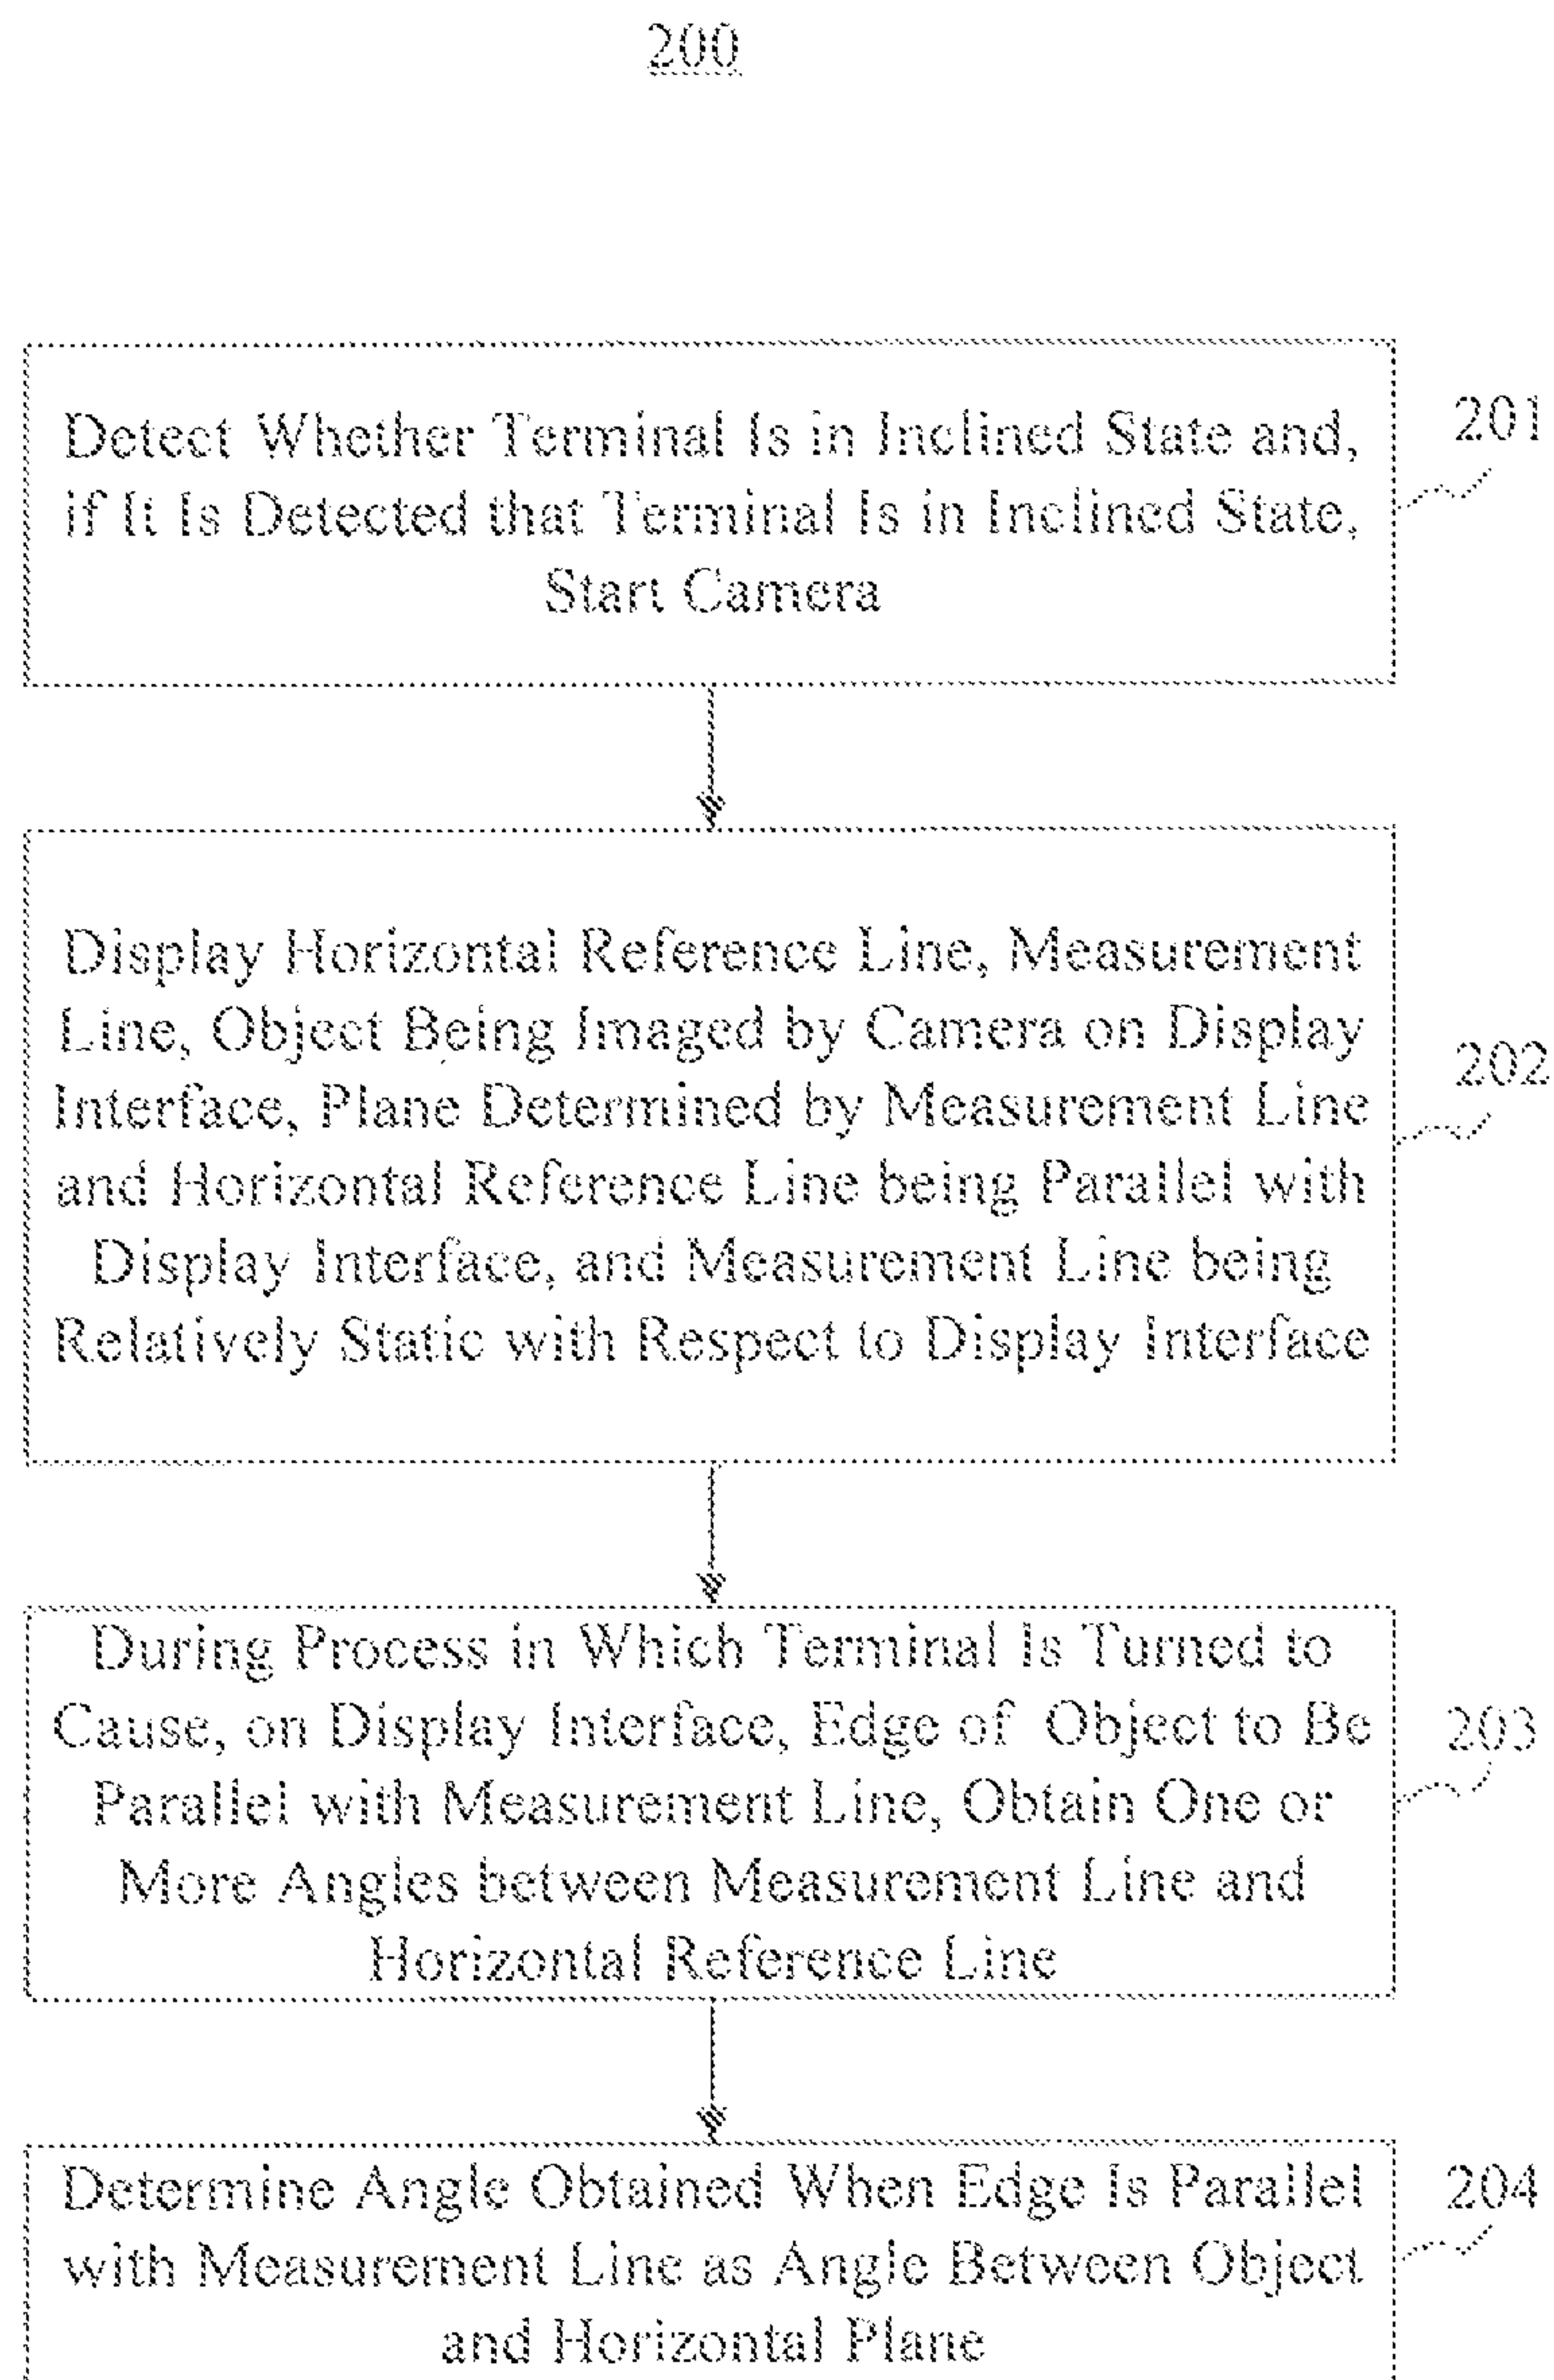 200
Detect Whether Terminal Is in Inclined State and,
if It Is Detected that Terminal Is in Inclined State,
Start Camera
201
Display Horizontal Reference Line, Measurement
Line, Object Being Imaged by Camera on Display
Interface, Plane Determined by Measurement Line
and Horizontal Reference Line being Parallel with
Display Interface, and Measurement Line being
Relatively Static with Respect to Display Interface
202
During Process in Which Terminal Is Turned to
Cause, on Display Interface, Edge of Object to Be
Parallel with Measurement Line, Obtain One or
More Angles between Measurement Line and
Horizontal Reference Line
203
Determine Angle Obtained When Edge Is Parallel
with Measurement Line as Angle Between Object
and Horizontal Plane
204